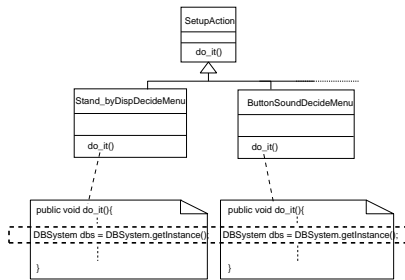 SetupAction
do_it()
Stand_byDispDecideMenu
ButtonSoundDecideMenu
do_it()
do_it()
public void do_it(){
public void do_it(){
DBSystem dbs = DBSystem.getInstance();
DBSystem dbs = DBSystem.getInstance();
}
}